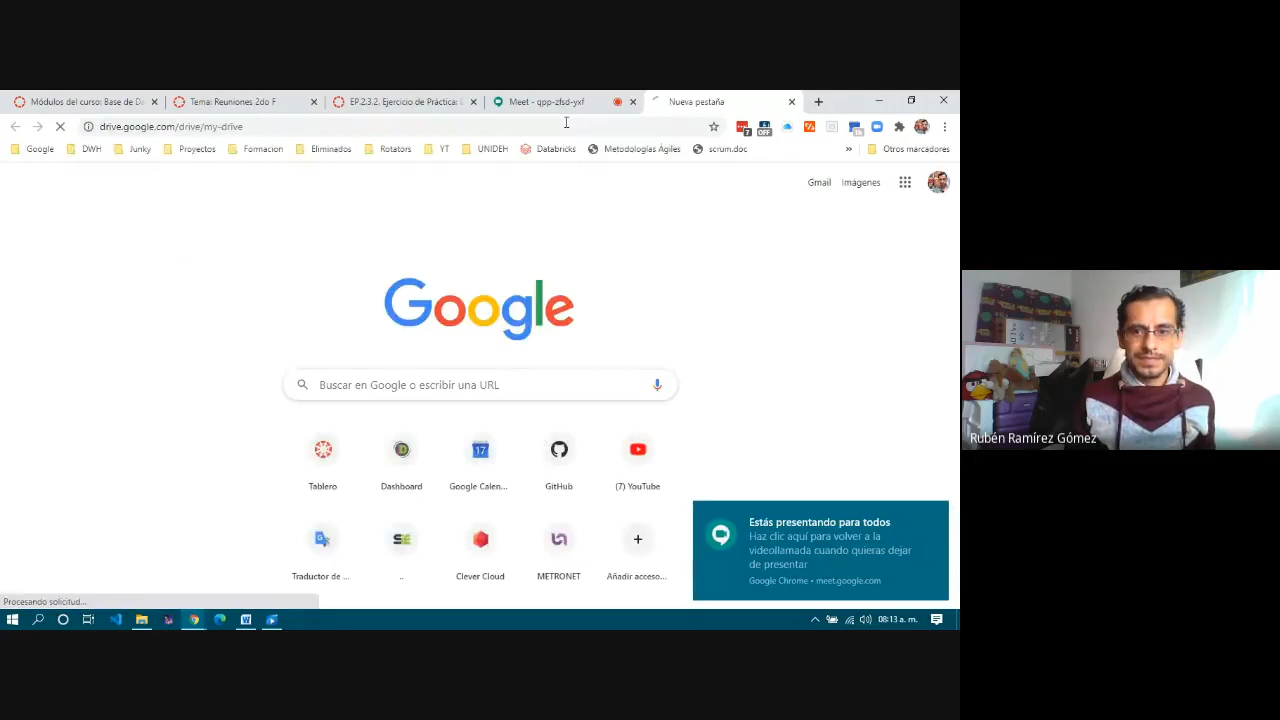 Módulos del curso: Base de Da
Tema: Reuniones 2do F
EP.2.3.2. Ejercicio de Práctica: E
Meet - qpp-zfsd-yxf
Nueva pestaña
drive.google.com/drive/my-drive
7
OFF
1h
Google
DWH
Junky
Proyectos
Formacion
Eliminados
Rotators
YT
UNIDEH
Databricks
Metodologías Ágiles
scrum.doc
»
Otros marcadores
Gmail
Imágenes
Google
Buscar en Google o escribir una URL
17
Tablero
Dashboard
Google Calen...
GitHub
(7) YouTube
Traductor de ...
..
Clever Cloud
METRONET
Añadir acceso...
Estás presentando para todos
Haz clic aquí para volver a la
videollamada cuando quieras dejar
de presentar
Google Chrome • meet.google.com
Procesando solicitud...
08:13 a. m.
Rubén Ramírez Gómez